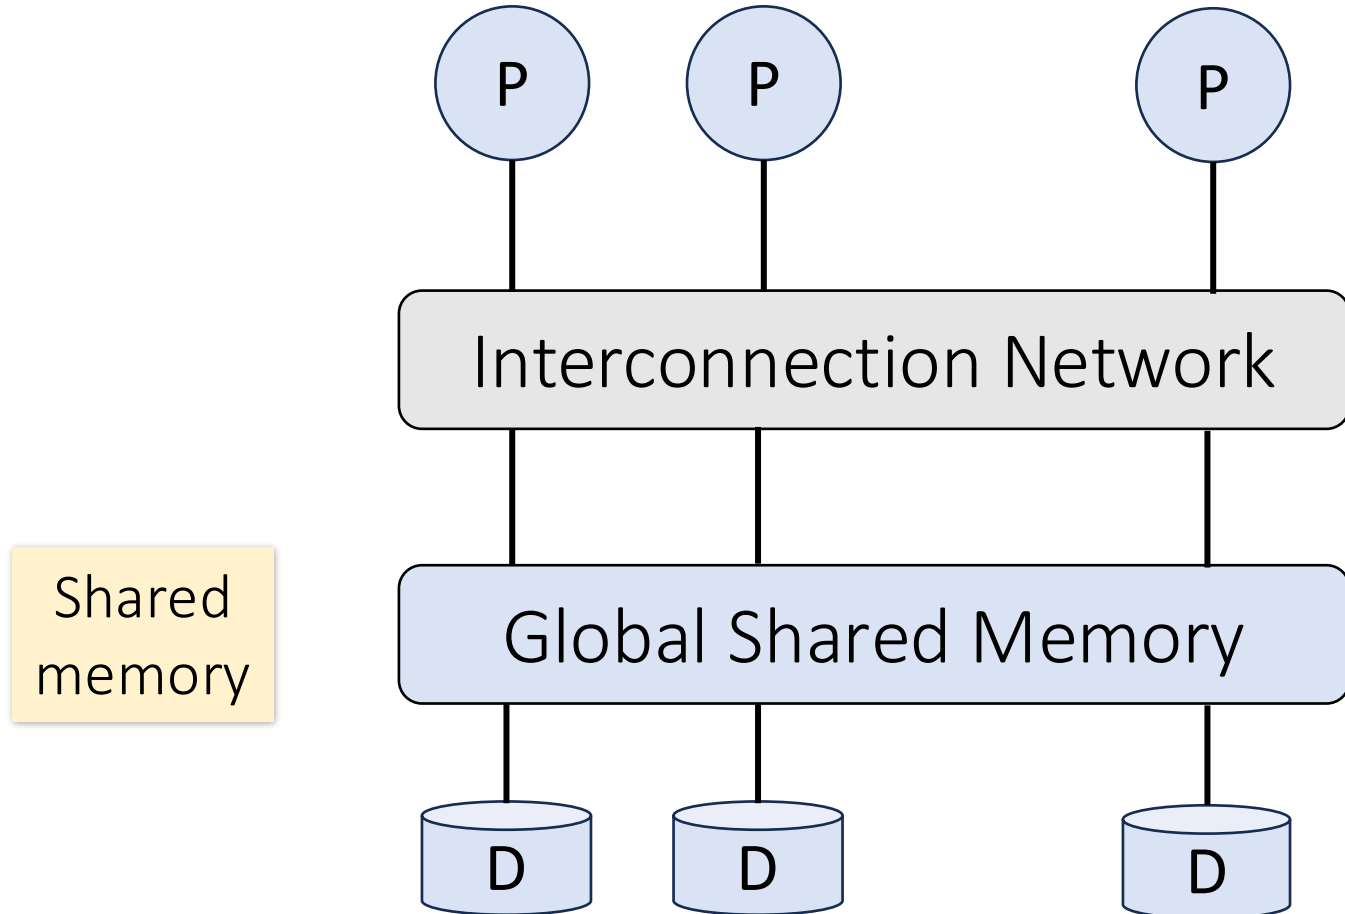 P P P
Interconnection Network
Shared
memory
Global Shared Memory
D D D